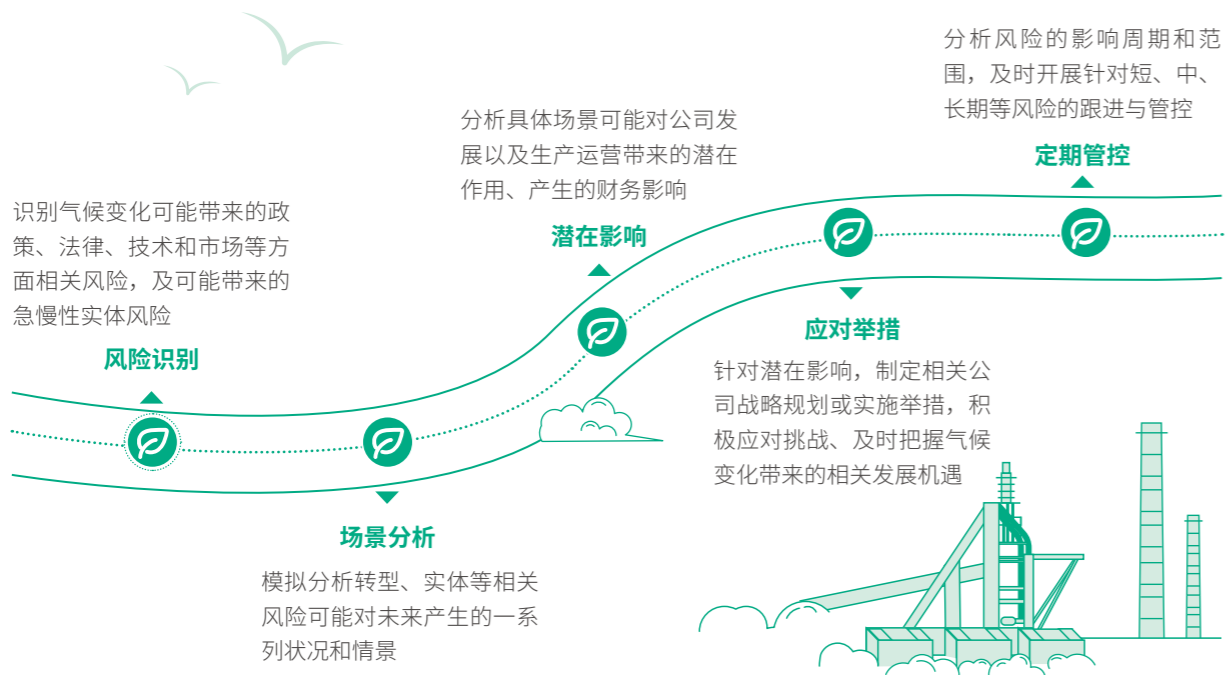 识别气候变化可能带来的政
策、法律、技术和市场等方
面相关风险，及可能带来的
急慢性实体风险
风险识别
场景分析
模拟分析转型、实体等相关
风险可能对未来产生的一系
列状况和情景
分析具体场景可能对公司发
展以及生产运营带来的潜在
作用、产生的财务影响
潜在影响
应对举措
针对潜在影响，制定相关公
司战略规划或实施举措，积
极应对挑战、及时把握气候
变化带来的相关发展机遇
分析风险的影响周期和范
围，及时开展针对短、中、
长期等风险的跟进与管控
定期管控